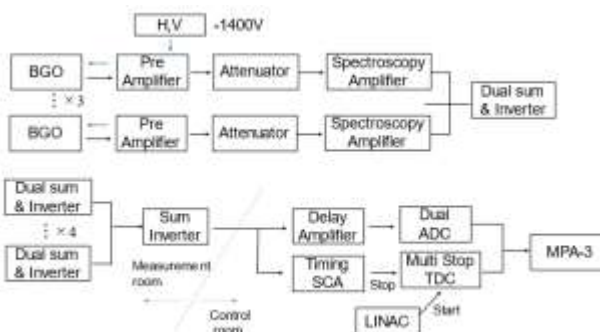 H,V -1400V
BGO
Pre
Amplifier
Attenuator
Spectroscopy
Amplifier
⋮ ×3
Dual sum
& Inverter
BGO
Pre
Amplifier
Attenuator
Spectroscopy
Amplifier
Dual sum
& Inverter
⋮ ×4
Dual sum
& Inverter
Sum
Inverter
Delay
Amplifier
Dual
ADC
MPA-3
Timing
SCA
Stop
Multi Stop
TDC
Measurement
room
Control
room
LINAC
Start